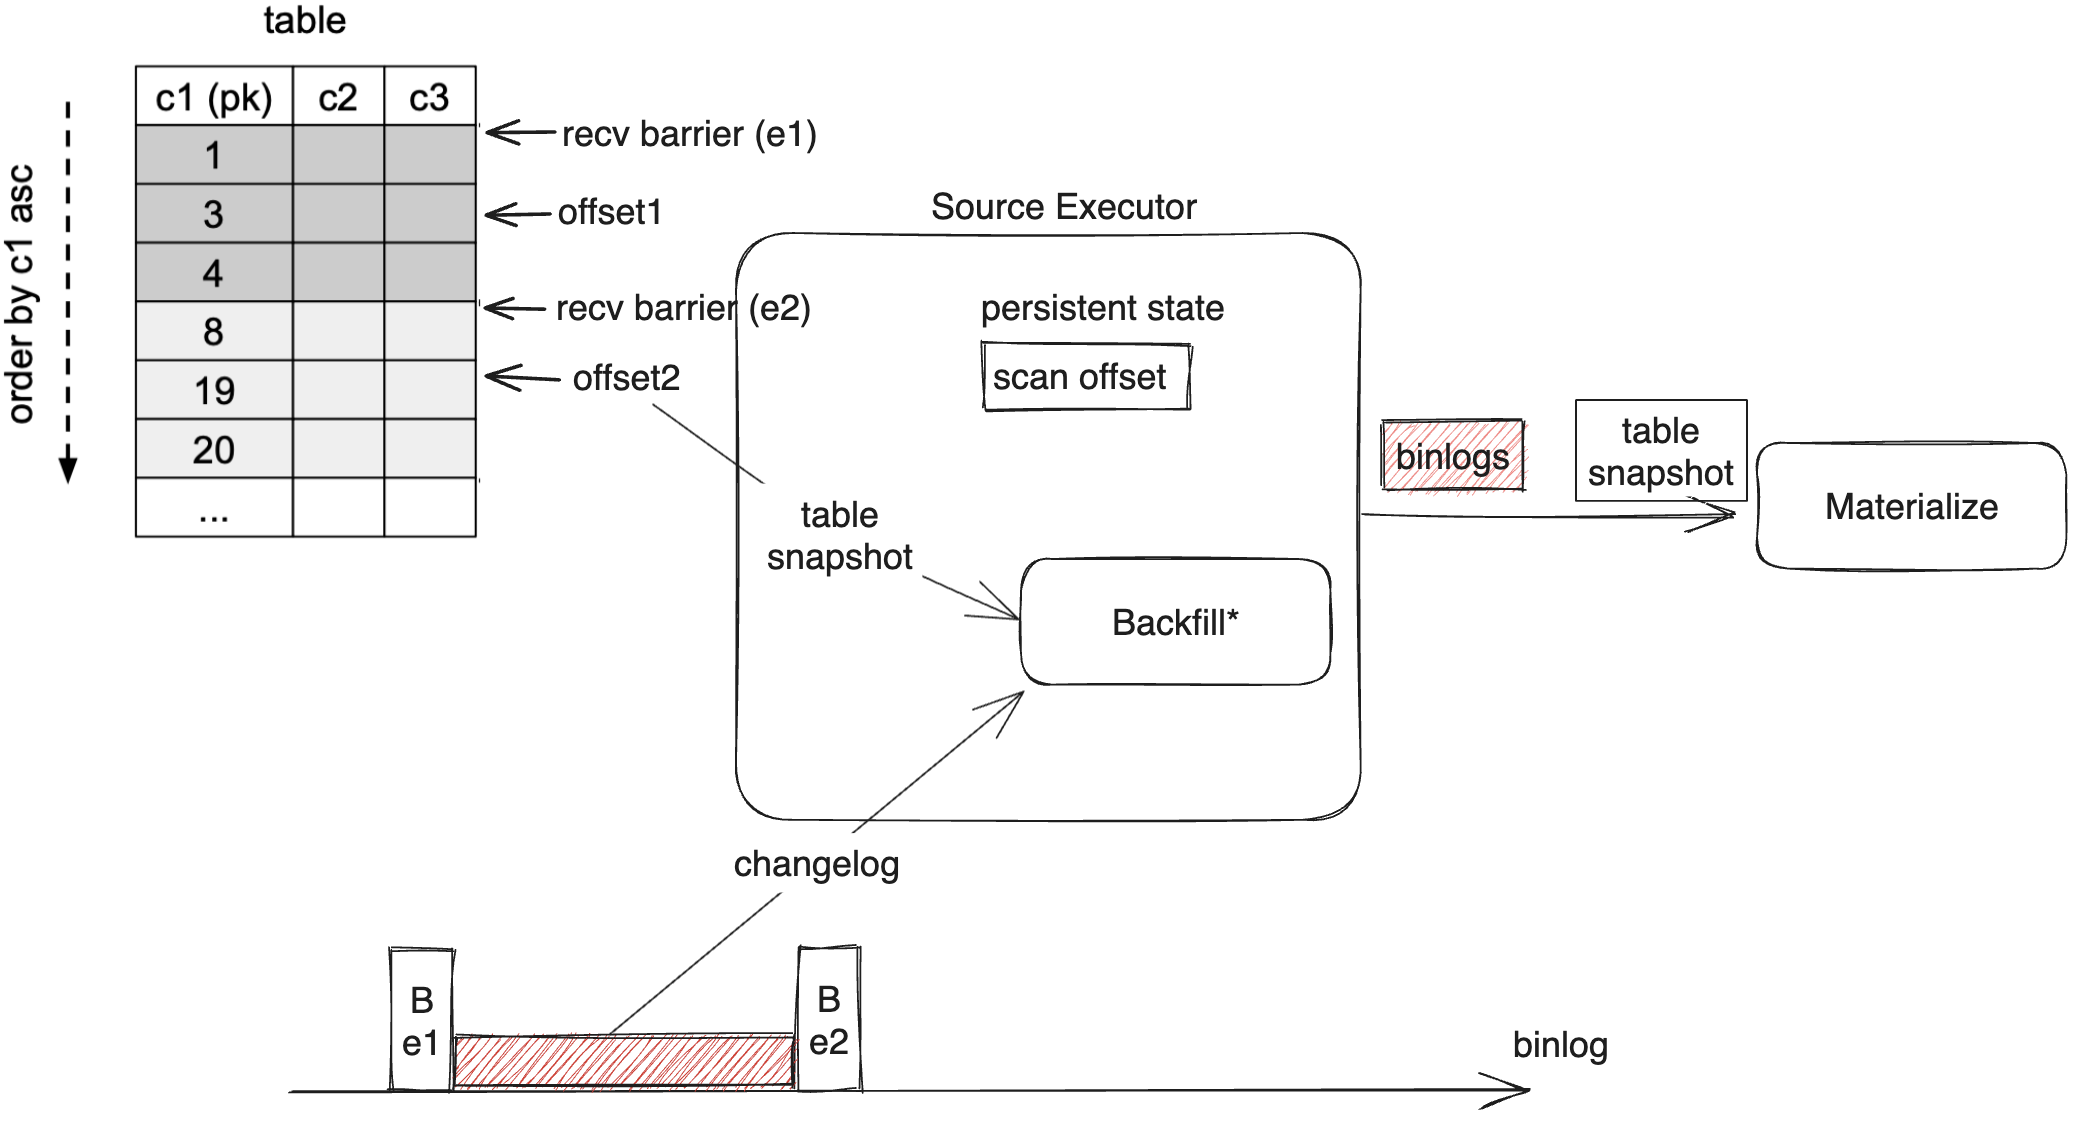 table
c1 (pk) c2 c3
1
3
4
8
19
20
...
order by c1 asc
recv barrier (e1)
offset1
recv barrier (e2)
offset2
Source Executor
persistent state
scan offset
table
snapshot
Backfill*
binlogs
table
snapshot
Materialize
changelog
B
e1
B
e2
binlog